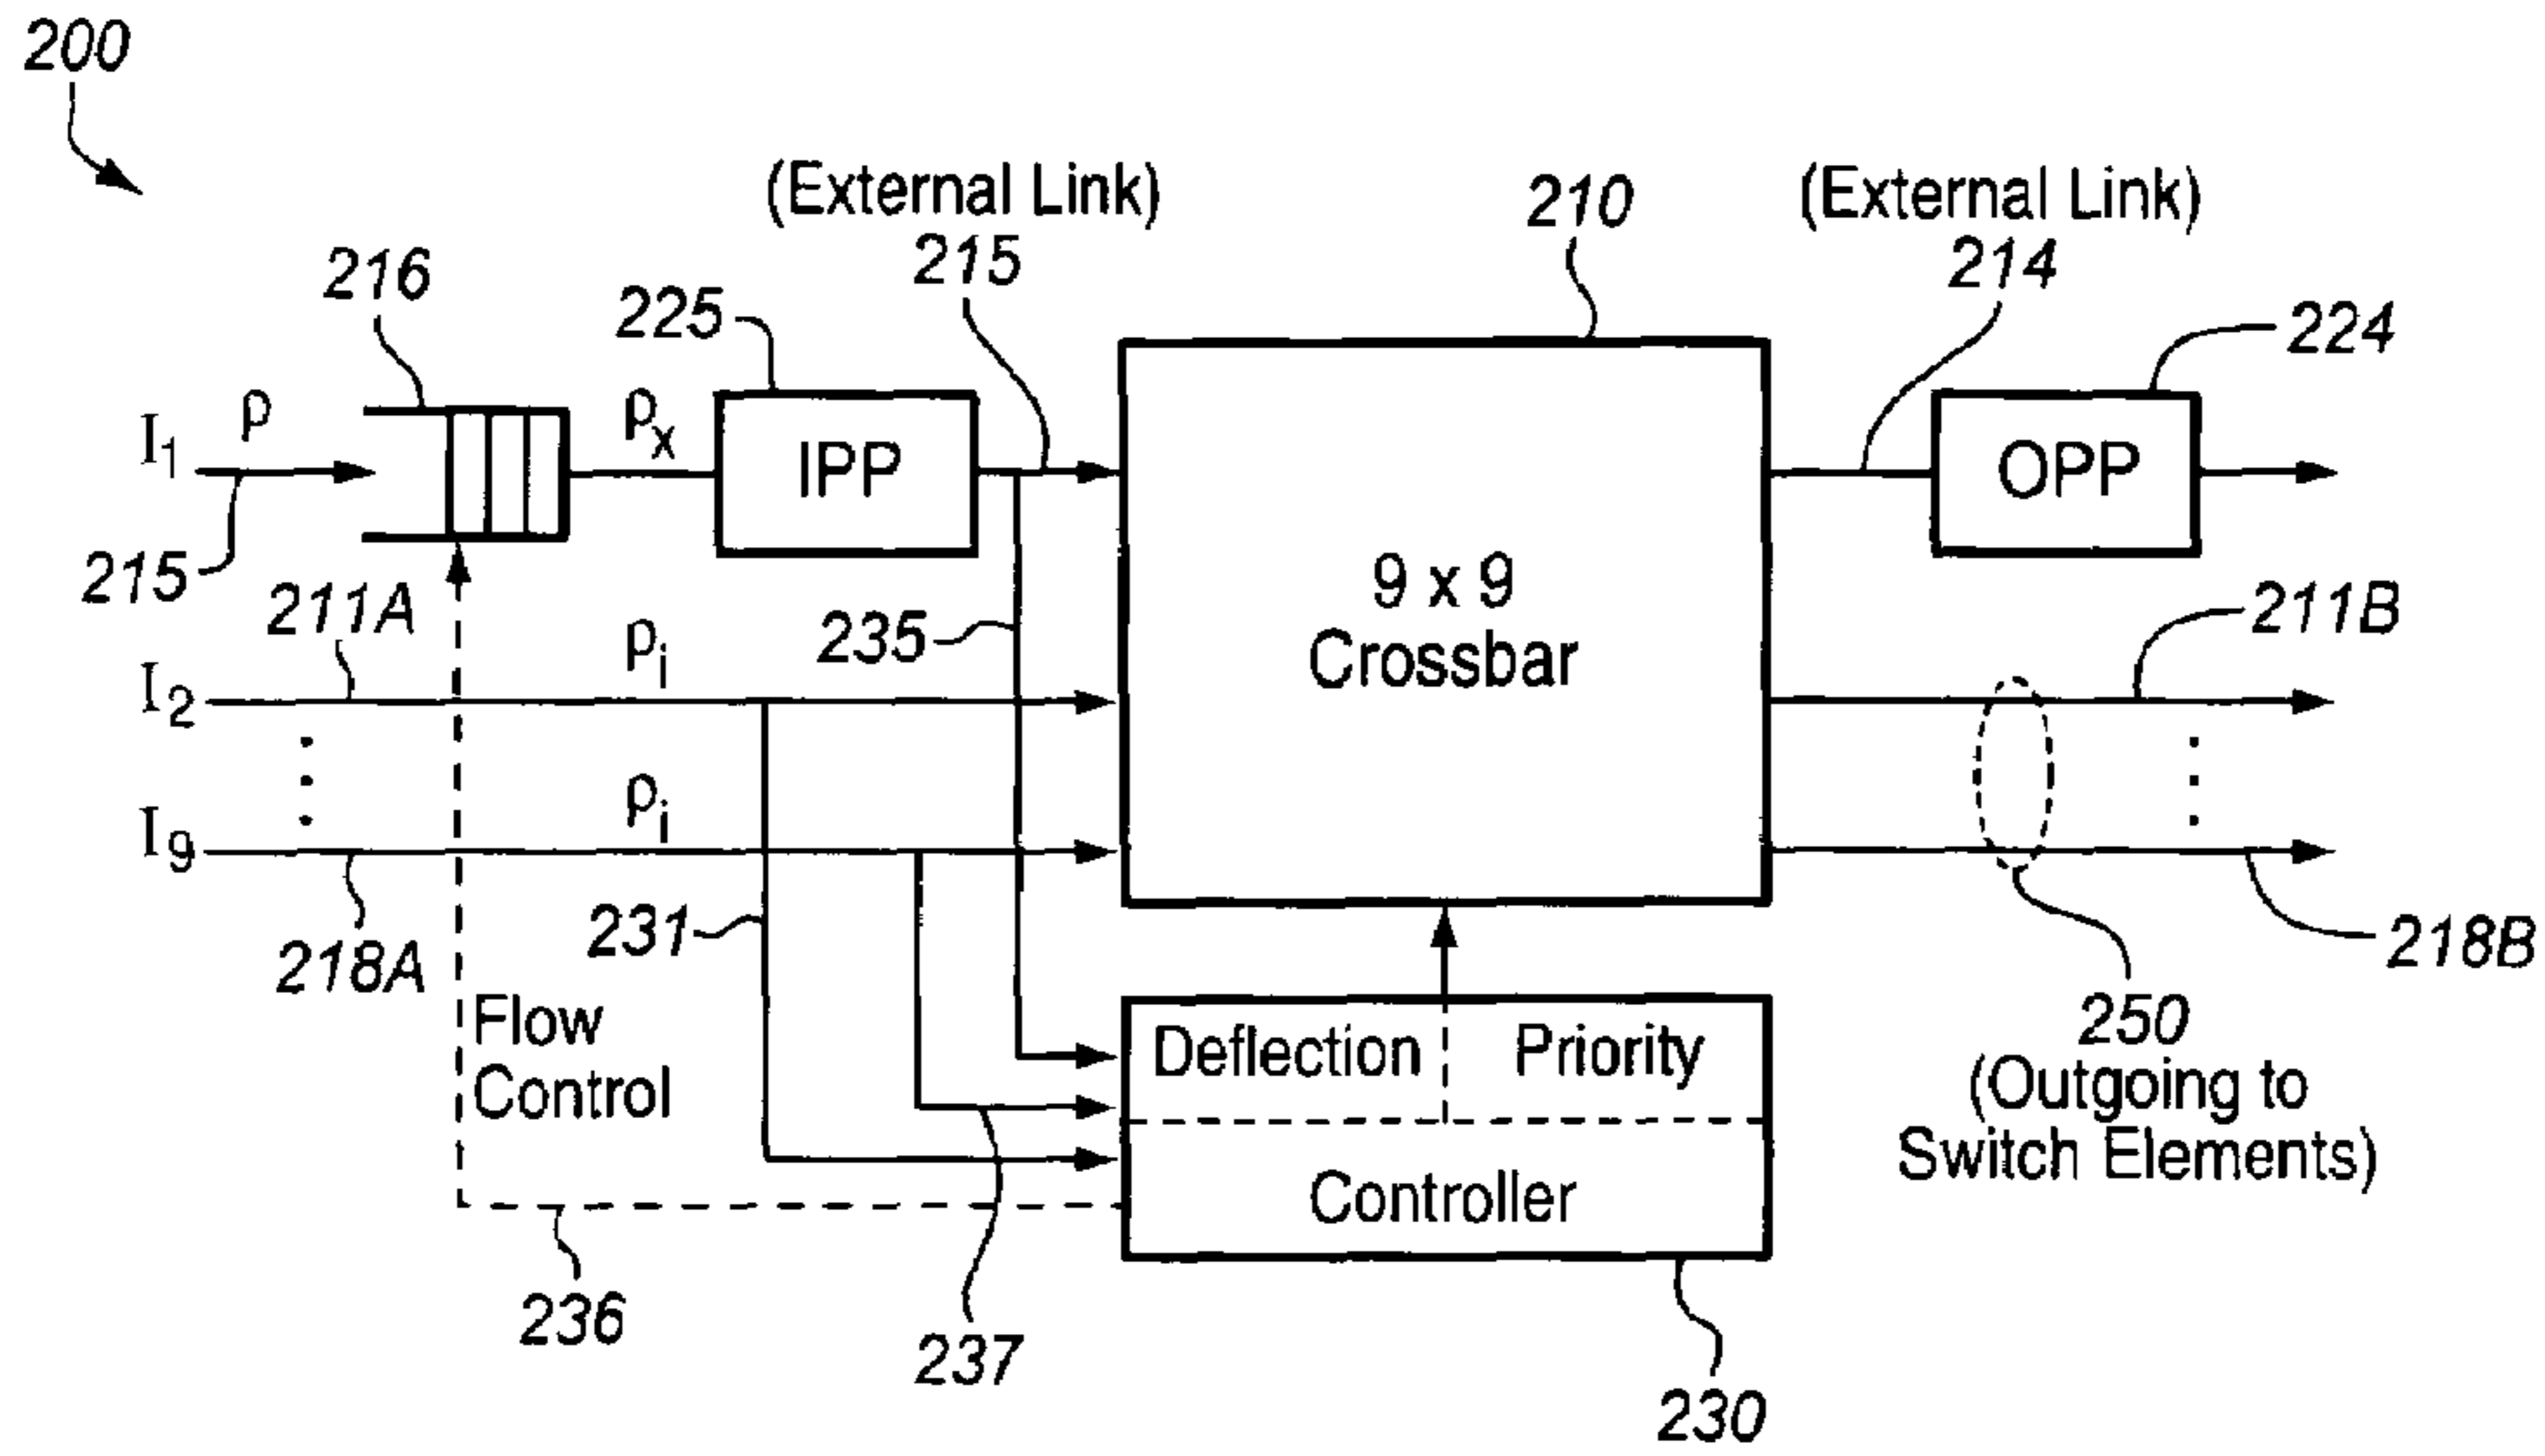 200
(External Link)
215
210
(External Link)
214
216
225
224
I1
ρ
ρx
IPP
OPP
215
211A
ρi
235
9 x 9
Crossbar
211B
I2
ρi
I9
231
218A
218B
Flow
Control
Deflection
Priority
Controller
250
(Outgoing to
Switch Elements)
236
237
230